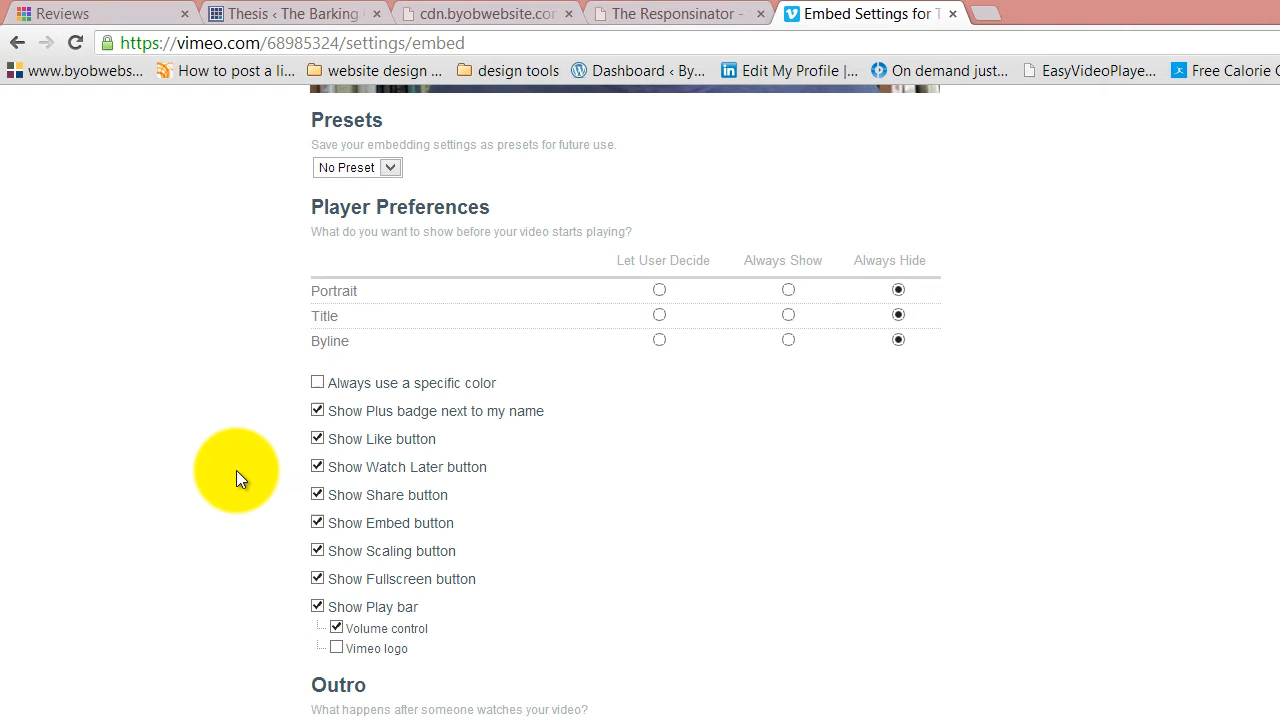 Reviews
Thesis ‹ The Barking
cdn.byobwebsite.com
The Responsinator -
Embed Settings for T
https://vimeo.com/68985324/settings/embed
www.byobwebs...
How to post a li...
website design ...
design tools
Dashboard ‹ By...
Edit My Profile |...
On demand just...
EasyVideoPlaye...
Free Calorie C
Presets
Save your embedding settings as presets for future use.
No Preset
Player Preferences
What do you want to show before your video starts playing?
Let User Decide Always Show Always Hide
Portrait
Title
Byline
Always use a specific color
Show Plus badge next to my name
Show Like button
Show Watch Later button
Show Share button
Show Embed button
Show Scaling button
Show Fullscreen button
Show Play bar
Volume control
Vimeo logo
Outro
What happens after someone watches your video?